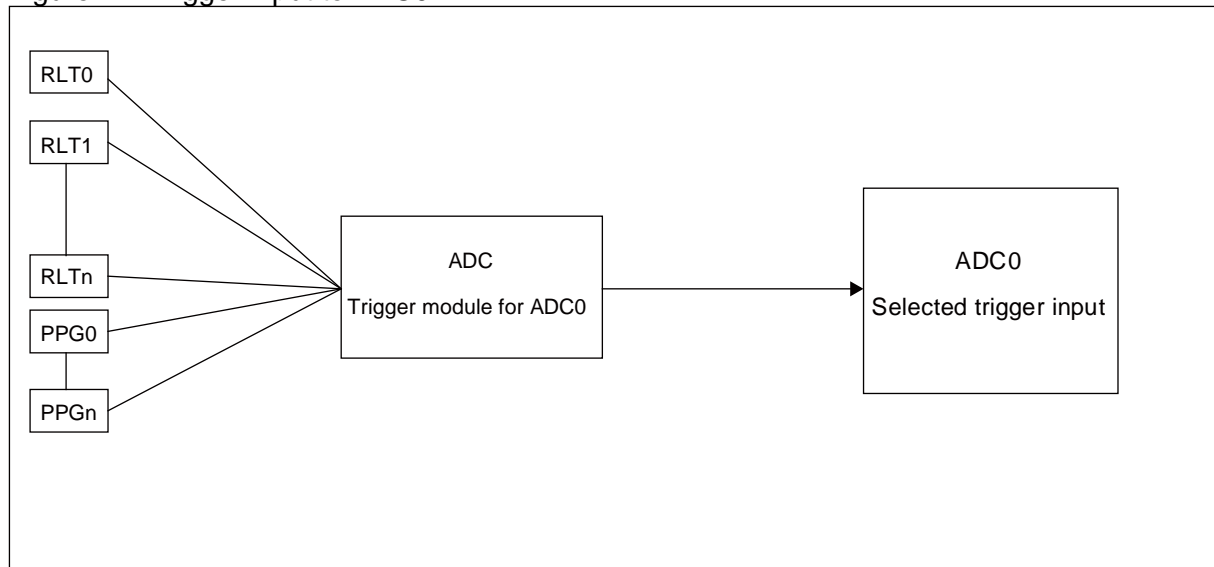 RLT0
RLT1
RLTn
PPG0
PPGn
ADC
Trigger module for ADC0
ADC0
Selected trigger input